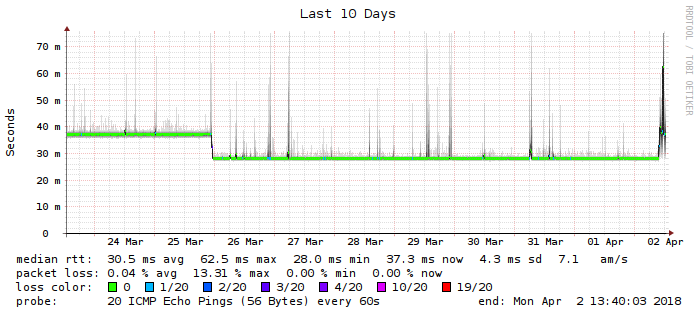 Last 10 Days
RRDTOOL / TOBI OETIKER
Seconds
70 m
60 m
50 m
40 m
30 m
20 m
10 m
0
24 Mar 25 Mar 26 Mar 27 Mar 28 Mar 29 Mar 30 Mar 31 Mar 01 Apr 02 Apr
median rtt: 30.5 ms avg 62.5 ms max 28.0 ms min 37.3 ms now 4.3 ms sd 7.1 am/s
packet loss: 0.04 % avg 13.31 % max 0.00 % min 0.00 % now
loss color: 0 1/20 2/20 3/20 4/20 10/20 19/20
probe: 20 ICMP Echo Pings (56 Bytes) every 60s end: Mon Apr 2 13:40:03 2018